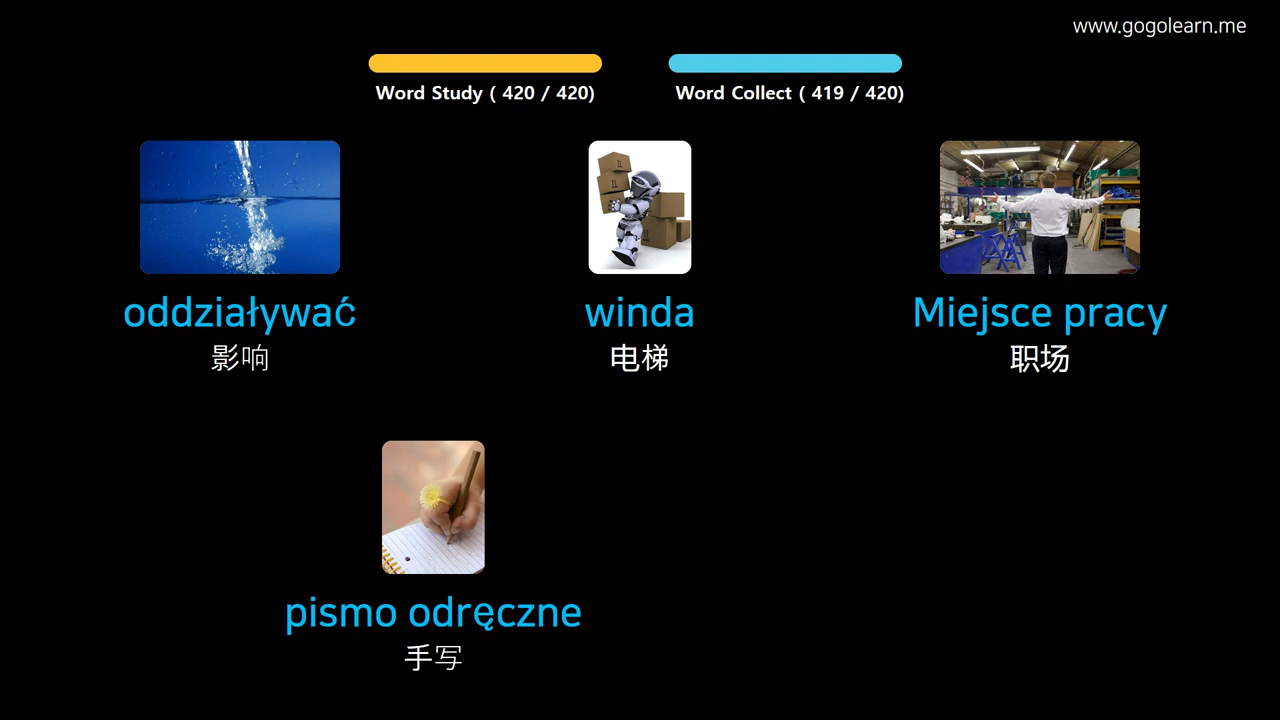 www.gogolearn.me
Word Study ( 420 / 420)
Word Collect ( 419 / 420)
oddziaływać
影响
winda
电梯
Miejsce pracy
职场
pismo odręczne
手写